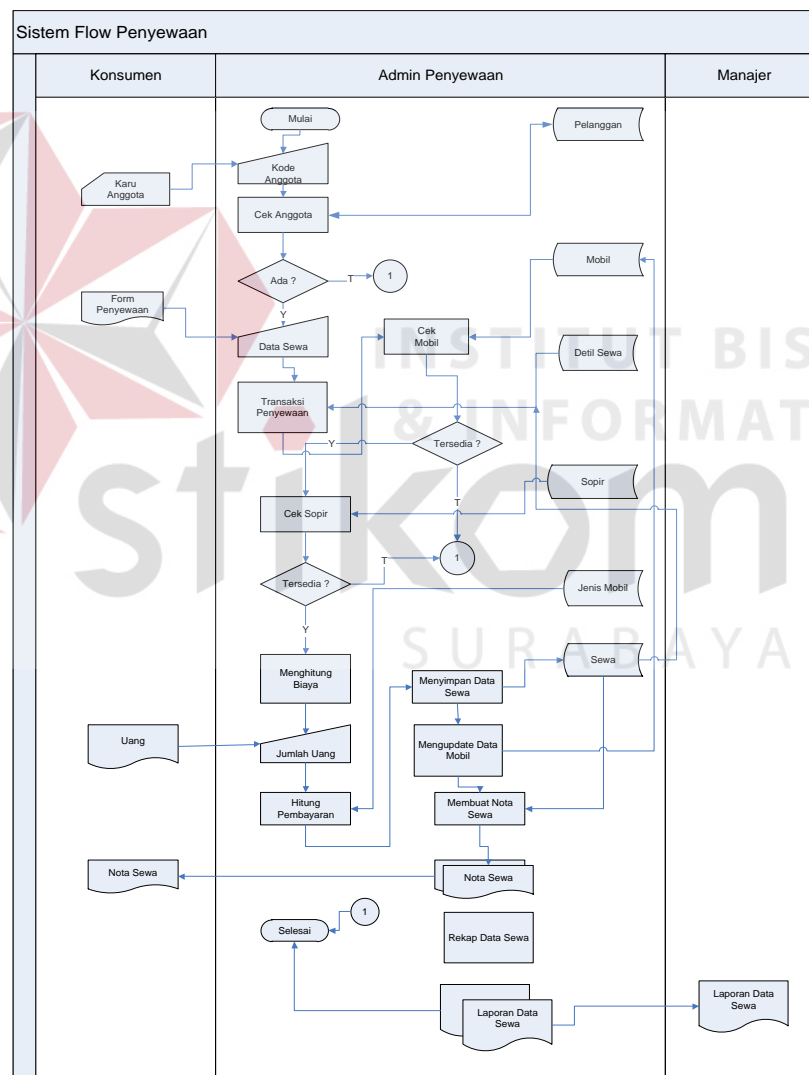 Sistem Flow Penyewaan
Konsumen
Admin Penyewaan
Manajer
Mulai
Pelanggan
Kode
Anggota
Karu
Anggota
Cek Anggota
Ada ?
T
1
Mobil
Y
Form
Penyewaan
Data Sewa
Cek
Mobil
Detil Sewa
INSTITUT BIS
Transaksi
Penyewaan
& INFORMAT
Y
Tersedia ?
stikom
T
Sopir
Cek Sopir
1
Tersedia ?
T
Jenis Mobil
Y
SURABAYA
Menghitung
Biaya
Menyimpan Data
Sewa
Sewa
Uang
Jumlah Uang
Mengupdate Data
Mobil
Hitung
Pembayaran
Membuat Nota
Sewa
Nota Sewa
Nota Sewa
1
Selesai
Rekap Data Sewa
Laporan Data
Sewa
Laporan Data
Sewa